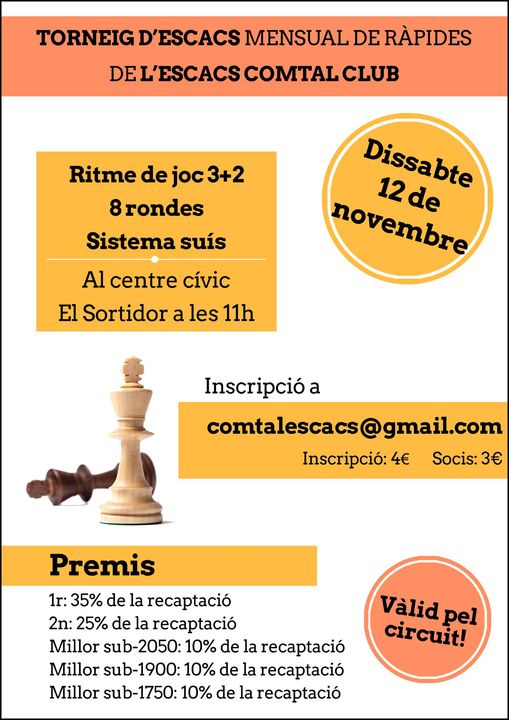 TORNEIG D'ESCACS MENSUAL DE RÀPIDES
DE L'ESCACS COMTAL CLUB
Dissabte
12 de
novembre
Ritme de joc 3+2
8 rondes
Sistema suís
Al centre cívic
El Sortidor a les 11h
Inscripció a
comtalescacs@gmail.com
Inscripció: 4€ Socis: 3€
Premis
1r: 35% de la recaptació
2n: 25% de la recaptació
Millor sub-2050: 10% de la recaptació
Millor sub-1900: 10% de la recaptació
Millor sub-1750: 10% de la recaptació
Vàlid pel
circuit!